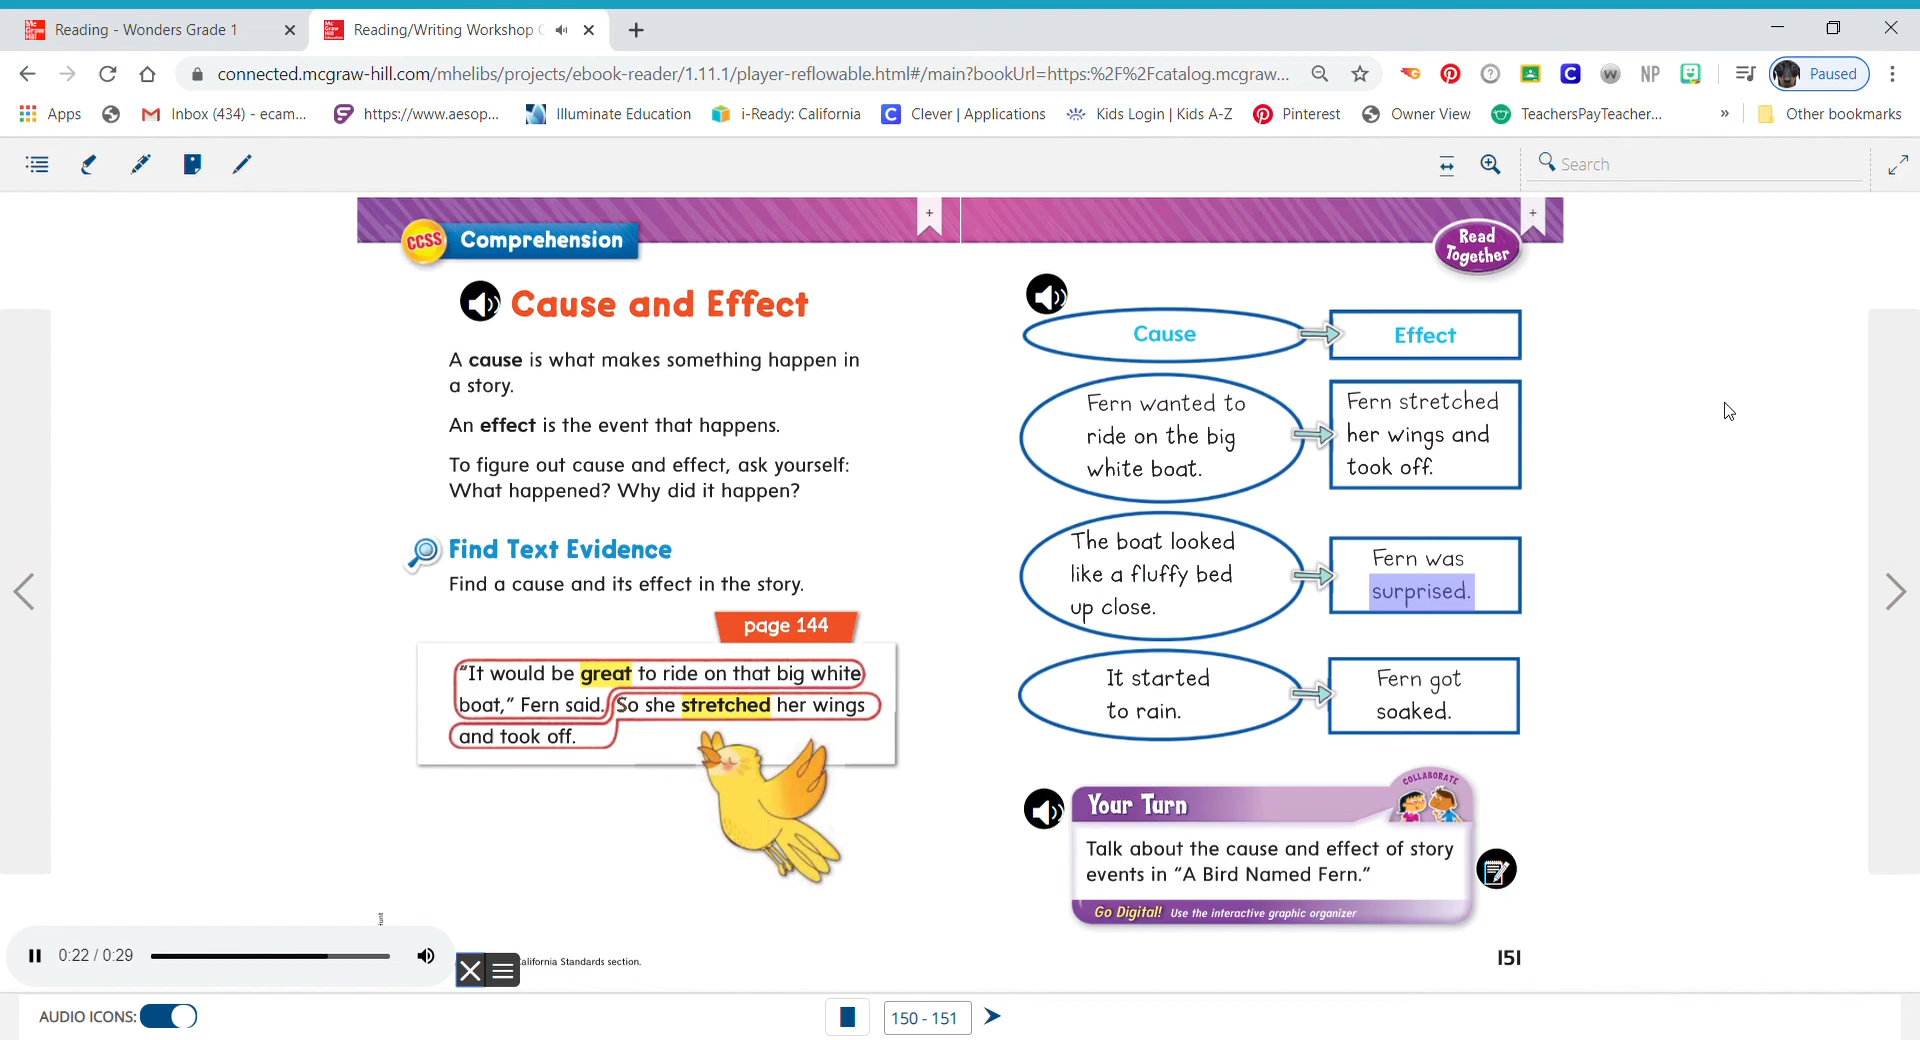 Reading - Wonders Grade 1
Reading/Writing Workshop
connected.mcgraw-hill.com/mhelibs/projects/ebook-reader/1.11.1/player-reflowable.html#/main?bookUrl=https:%2F%2Fcatalog.mcgraw...
NP
Paused
Apps
Inbox (434) - ecam...
https://www.aesop...
Illuminate Education
i-Ready: California
Clever | Applications
Kids Login | Kids A-Z
Pinterest
Owner View
TeachersPayTeacher...
»
Other bookmarks
Search
CCSS
Comprehension
Cause and Effect
A cause is what makes something happen in
a story.
An effect is the event that happens.
To figure out cause and effect, ask yourself:
What happened? Why did it happen?
Find Text Evidence
Find a cause and its effect in the story.
page 144
“It would be great to ride on that big white
boat,” Fern said. So she stretched her wings
and took off.
alifornia Standards section.
Read
Together
Cause
Effect
Fern wanted to
ride on the big
white boat.
Fern stretched
her wings and
took off.
The boat looked
like a fluffy bed
up close.
Fern was
surprised.
It started
to rain.
Fern got
soaked.
COLLABORATE
Your Turn
Talk about the cause and effect of story
events in “A Bird Named Fern.”
Go Digital! Use the interactive graphic organizer
151
0:22 / 0:29
AUDIO ICONS:
150 - 151